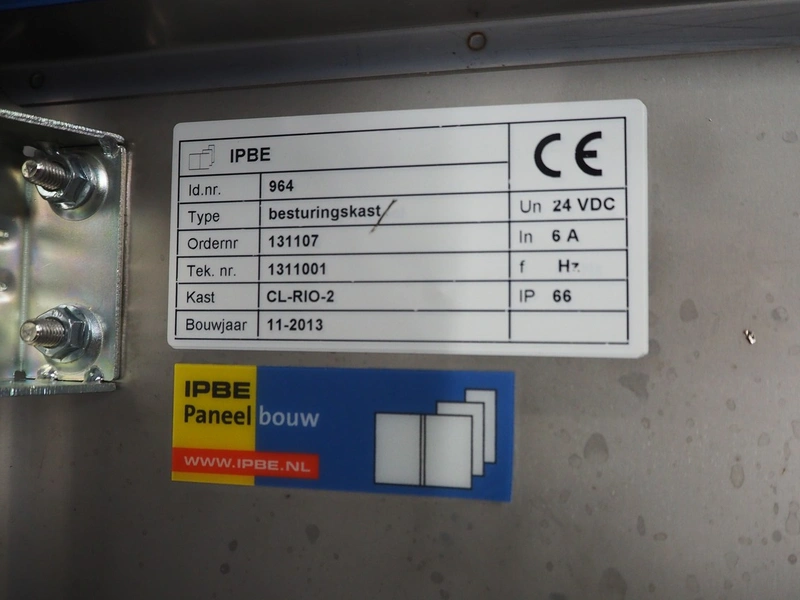 IPBE CE
Id.nr. 964
Type besturingskast Un 24 VDC
Ordernr 131107 In 6 A
Tek. nr. 1311001 f Hz
Kast CL-RIO-2 IP 66
Bouwjaar 11-2013
IPBE
Paneel bouw
WWW.IPBE.NL